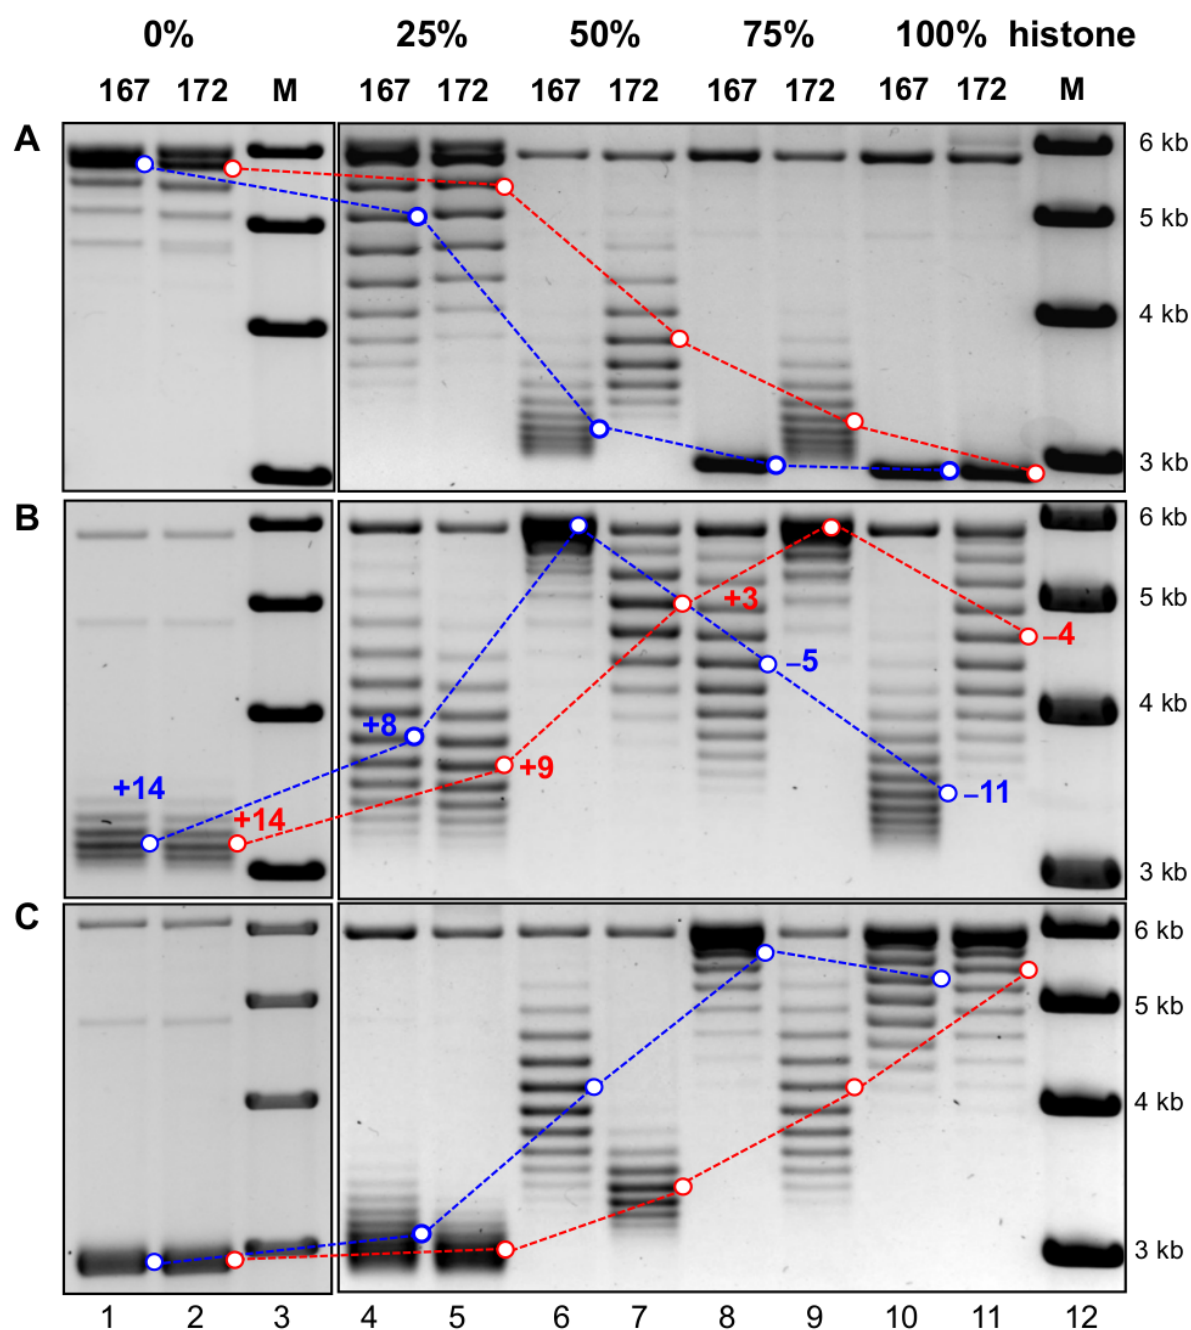 0% 25% 50% 75% 100% histone
167 172 M 167 172 167 172 167 172 167 172 M
A
6 kb
5 kb
4 kb
3 kb
B
6 kb
5 kb
4 kb
3 kb
+14
+14
+8
+9
+3
–5
–4
–11
C
6 kb
5 kb
4 kb
3 kb
1 2 3 4 5 6 7 8 9 10 11 12